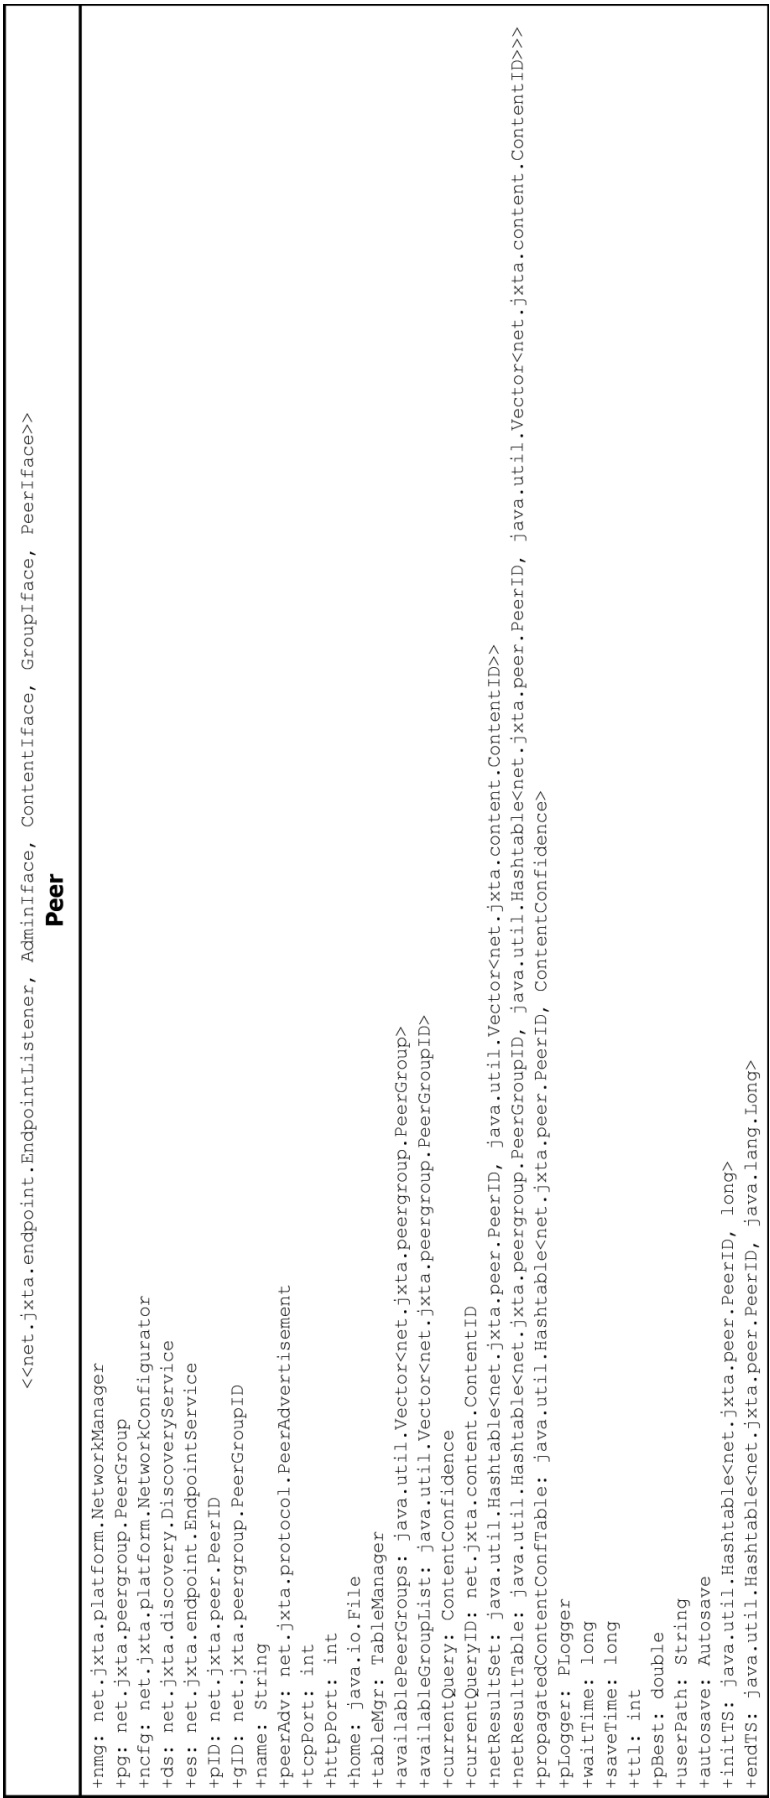 <<net.jxta.endpoint.EndpointListener, AdminIface, ContentIface, GroupIface, PeerIface>>
Peer
+nmg: net.jxta.platform.NetworkManager
+pg: net.jxta.peergroup.PeerGroup
+ncfg: net.jxta.platform.NetworkConfigurator
+ds: net.jxta.discovery.DiscoveryService
+es: net.jxta.endpoint.EndpointService
+pID: net.jxta.peer.PeerID
+gID: net.jxta.peergroup.PeerGroupID
+name: String
+peerAdv: net.jxta.protocol.PeerAdvertisement
+tcpPort: int
+httpPort: int
+home: java.io.File
+tableMgr: TableManager
+availablePeerGroups: java.util.Vector<net.jxta.peergroup.PeerGroup>
+availableGroupList: java.util.Vector<net.jxta.peergroup.PeerGroupID>
+currentQuery: ContentConfidence
+currentQueryID: net.jxta.content.ContentID
+netResultSet: java.util.Hashtable<net.jxta.peer.PeerID, java.util.Vector<net.jxta.content.ContentID>>
+netResultTable: java.util.Hashtable<net.jxta.peergroup.PeerGroupID, java.util.Hashtable<net.jxta.peer.PeerID, java.util.Vector<net.jxta.content.ContentID>>>
+propagatedContentConfTable: java.util.Hashtable<net.jxta.peer.PeerID, ContentConfidence>
+pLogger: PLogger
+waitTime: long
+saveTime: long
+ttl: int
+pBest: double
+userPath: String
+autosave: Autosave
+initTS: java.util.Hashtable<net.jxta.peer.PeerID, long>
+endTS: java.util.Hashtable<net.jxta.peer.PeerID, java.lang.Long>